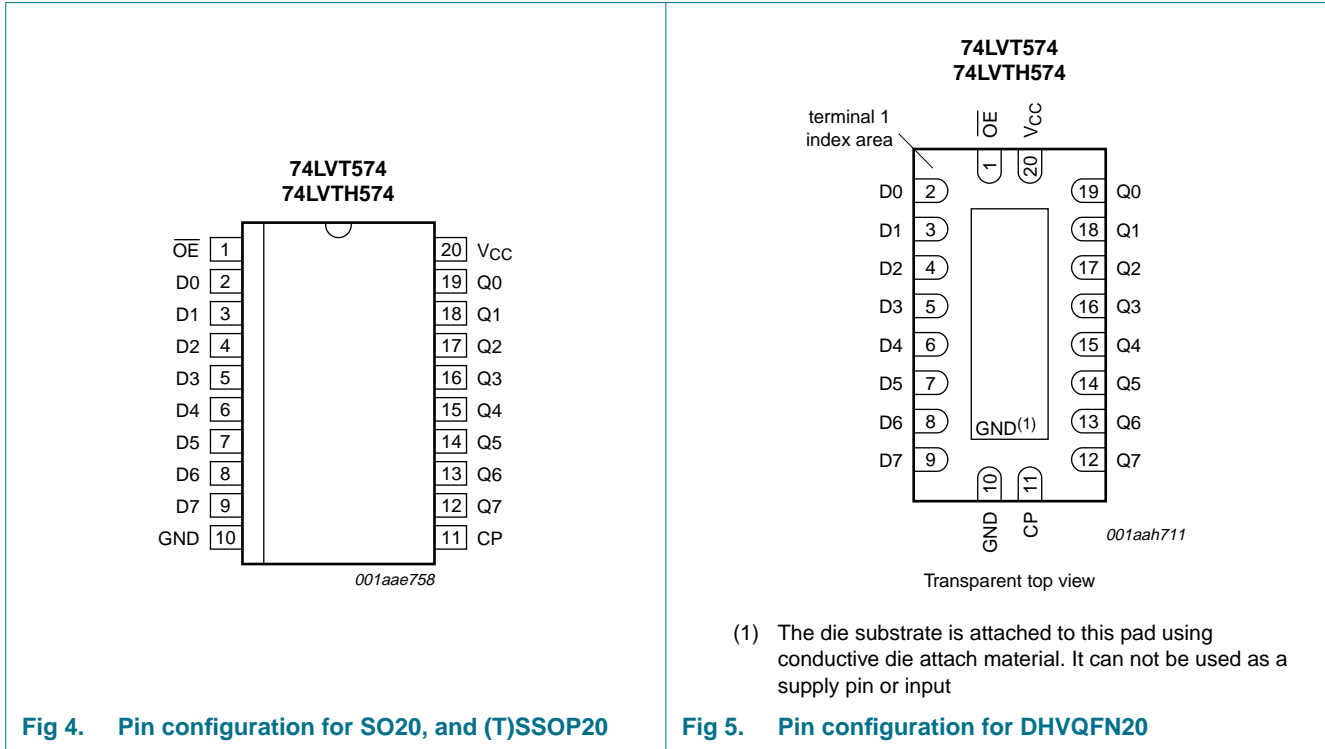 74LVT574
74LVTH574
OE 1
20 VCC
D0 2
19 Q0
D1 3
18 Q1
D2 4
17 Q2
D3 5
16 Q3
D4 6
15 Q4
D5 7
14 Q5
D6 8
13 Q6
D7 9
12 Q7
GND 10
11 CP
001aae758
Fig 4. Pin configuration for SO20, and (T)SSOP20
74LVT574
74LVTH574
terminal 1
index area
OE
VCC
1
20
D0 2
19 Q0
D1 3
18 Q1
D2 4
17 Q2
D3 5
16 Q3
D4 6
15 Q4
D5 7
14 Q5
D6 8
GND(1)
13 Q6
D7 9
12 Q7
10
11
GND
CP
001aah711
Transparent top view
(1) The die substrate is attached to this pad using
conductive die attach material. It can not be used as a
supply pin or input
Fig 5. Pin configuration for DHVQFN20